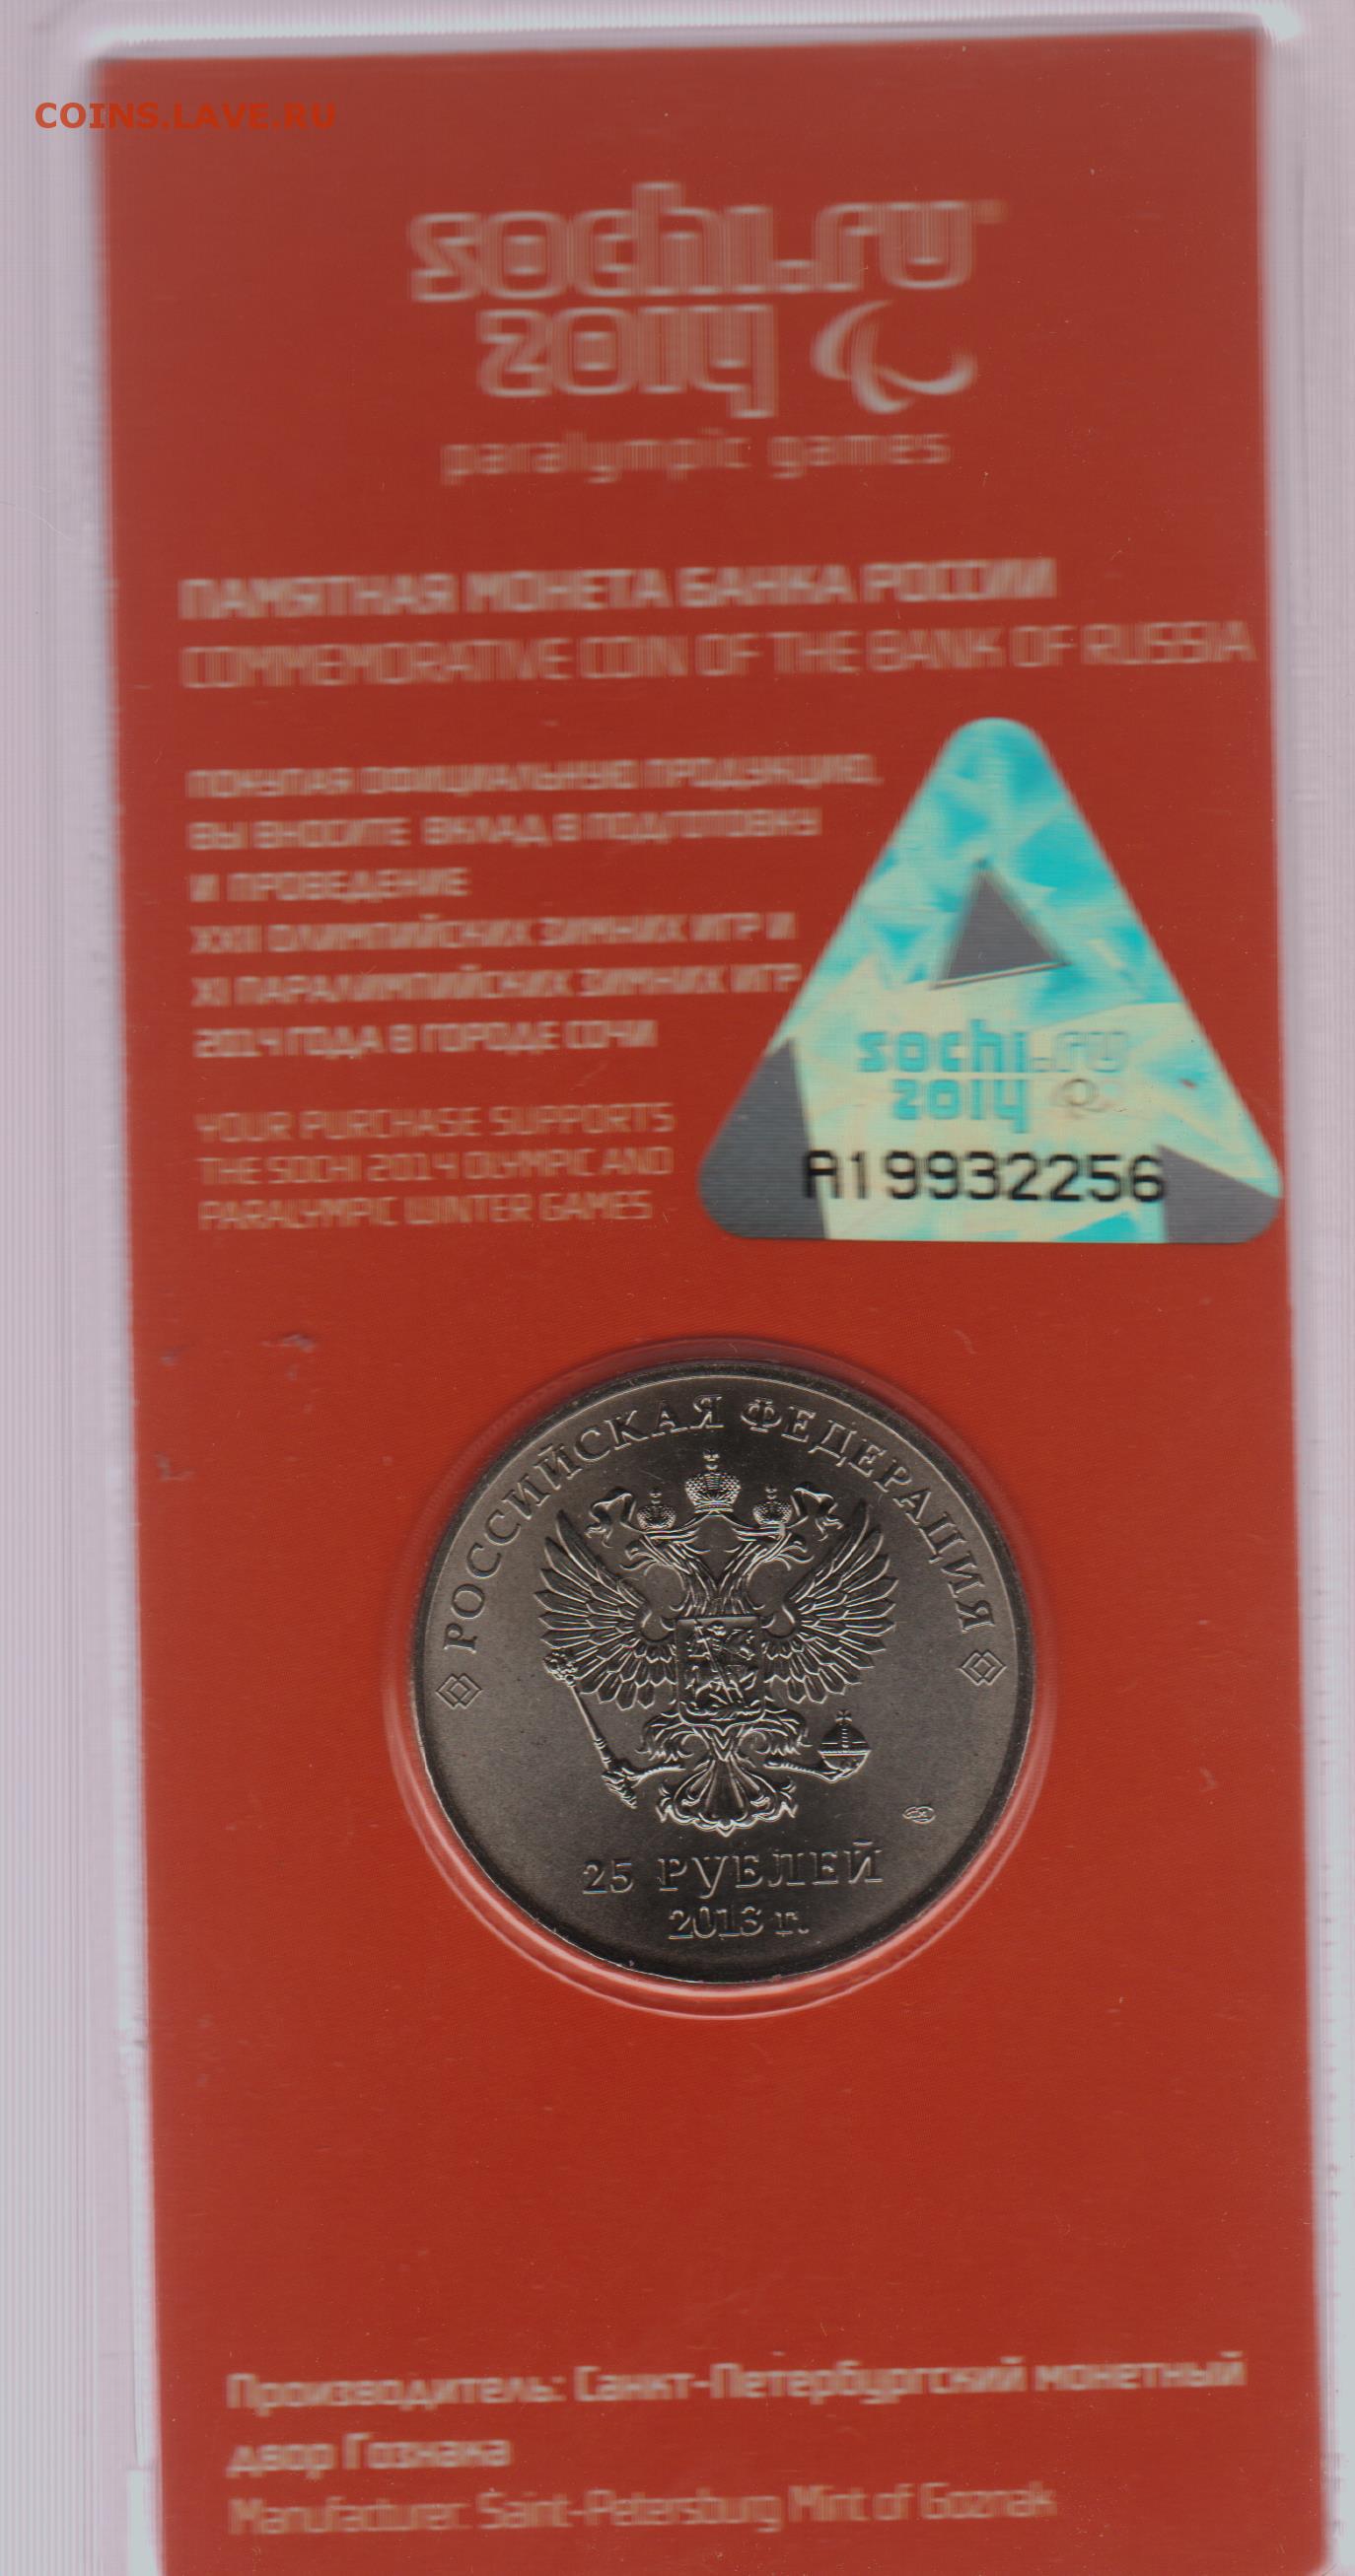 COINS.LAVE.RU
sochi.ru
2014
paralympic games
ПАМЯТНАЯ МОНЕТА БАНКА РОССИИ
COMMEMORATIVE COIN OF THE BANK OF RUSSIA
ПОКУПАЯ ОФИЦИАЛЬНУЮ ПРОДУКЦИЮ,
ВЫ ВНОСИТЕ ВКЛАД В ПОДГОТОВКУ
И ПРОВЕДЕНИЕ
XXII ОЛИМПИЙСКИХ ЗИМНИХ ИГР И
XI ПАРАЛИМПИЙСКИХ ЗИМНИХ ИГР
2014 ГОДА В ГОРОДЕ СОЧИ
YOUR PURCHASE SUPPORTS
THE SOCHI 2014 OLYMPIC AND
PARALYMPIC WINTER GAMES
sochi.ru
2014
A19932256
РОССИЙСКАЯ ФЕДЕРАЦИЯ
25 РУБЛЕЙ
2013 г.
Производитель: Санкт-Петербургский монетный
двор Гознака
Manufacturer: Saint-Petersburg Mint of Goznak